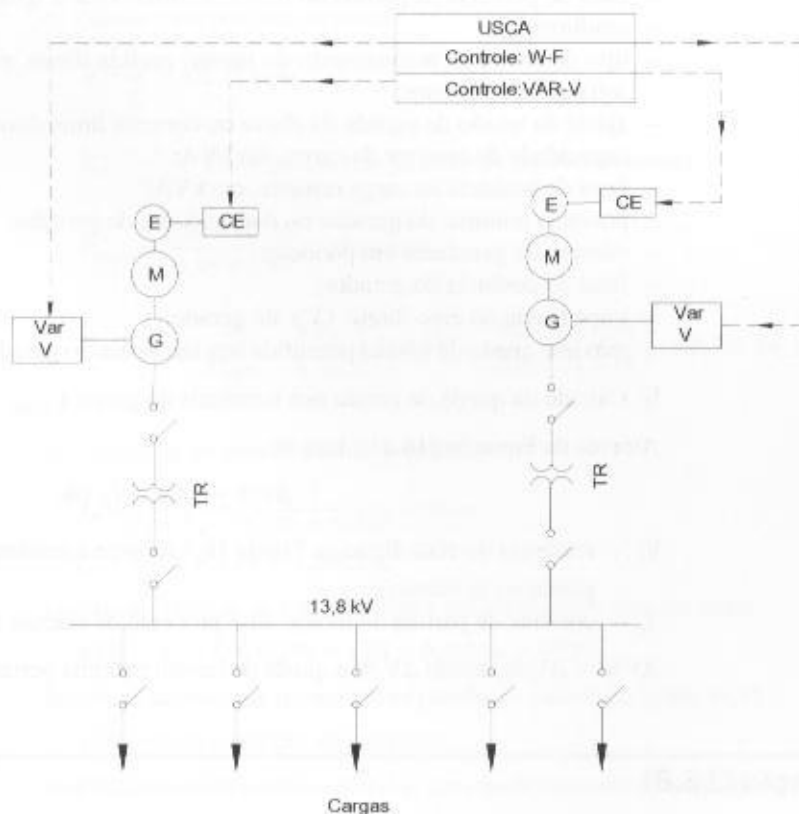 USCA
Controle: W-F
Controle:VAR-V
E
CE
E
CE
M
M
Var
V
G
G
Var
V
TR
TR
13,8 kV
Cargas